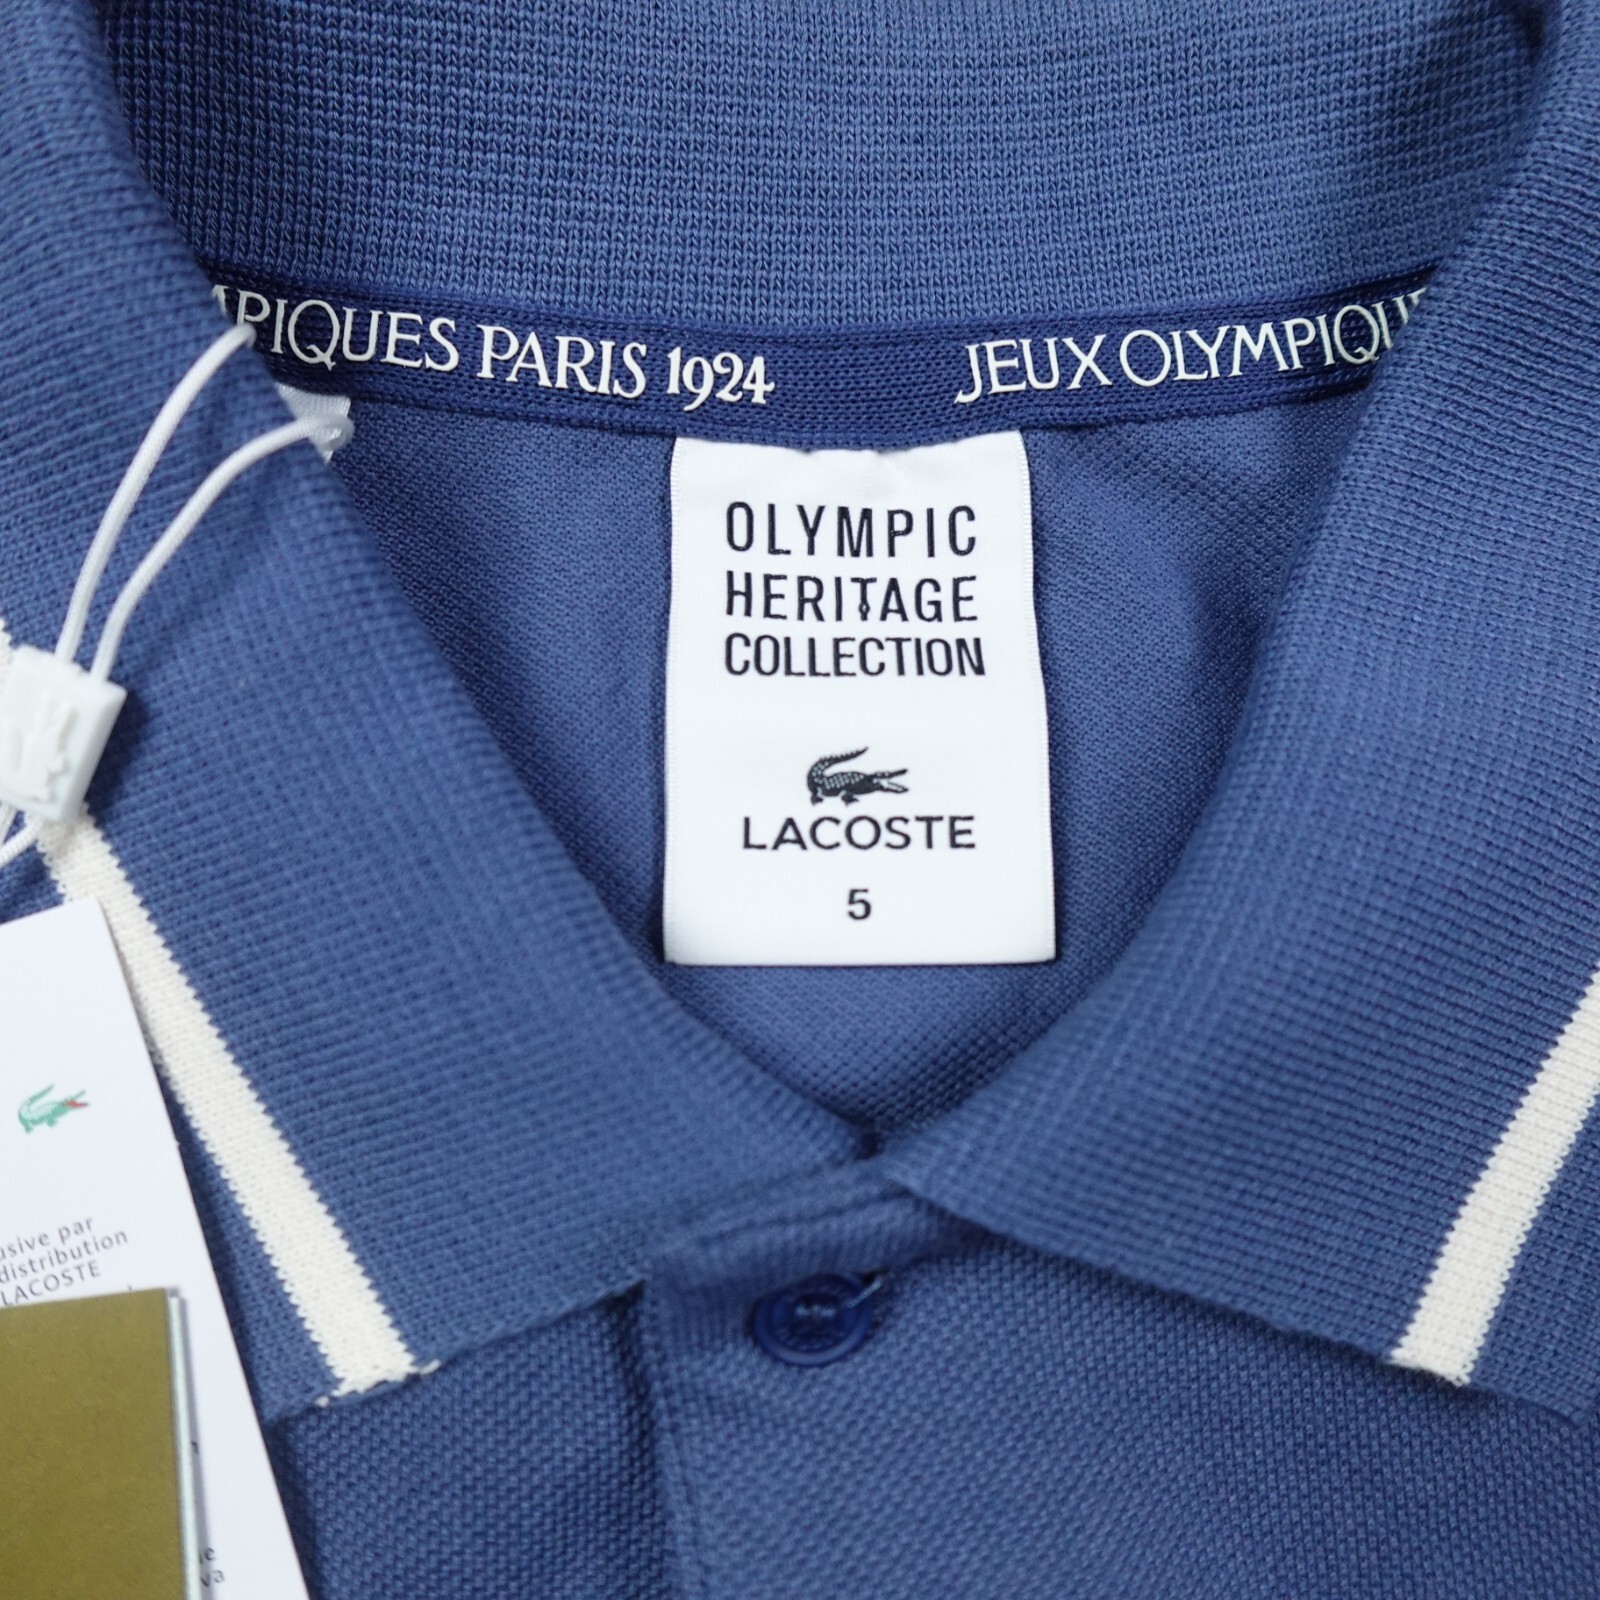 PIQUES PARIS 1924
JEUX OLYMPIQU
OLYMPIC
HERITAGE
COLLECTION
LACOSTE
5
usive par
distribution
LACOSTE